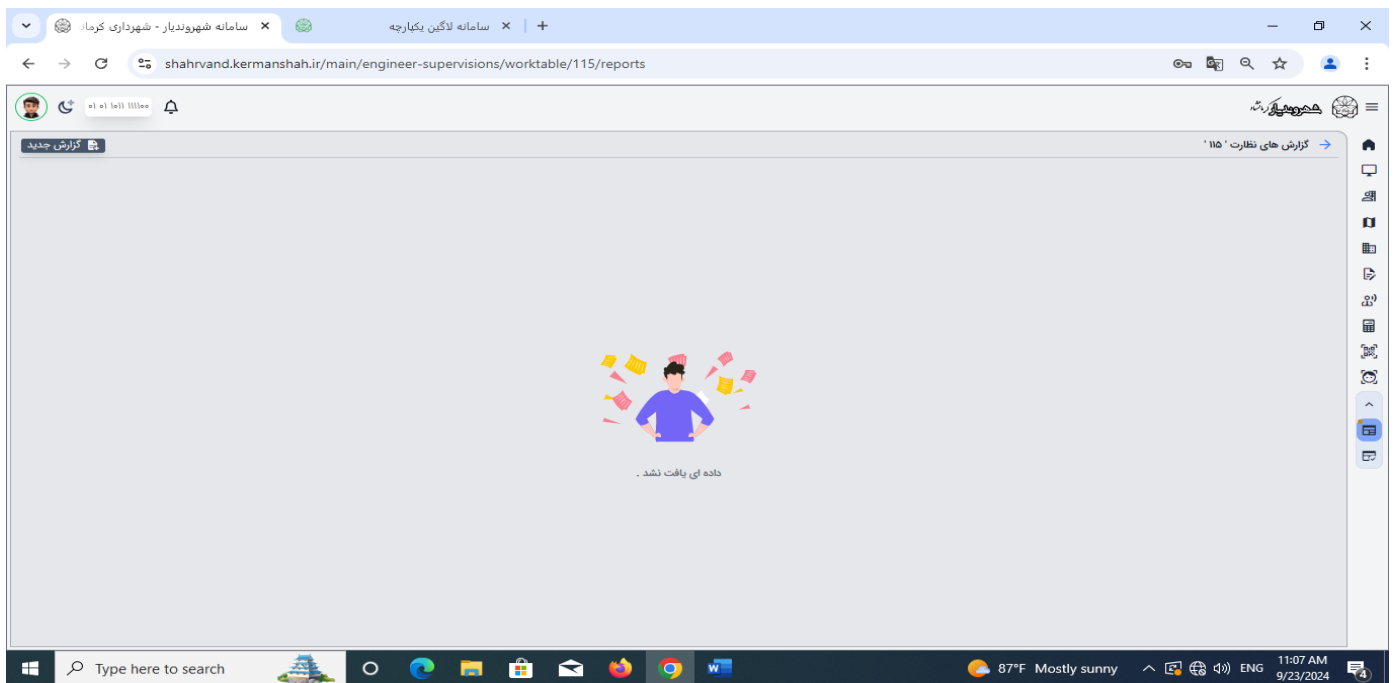 سامانه شهروندیار - شهرداری کرما
سامانه لاگین یکپارچه
shahrvand.kermanshah.ir/main/engineer-supervisions/worktable/115/reports
گزارش های نظارت ' ۱۱۵ '
گزارش جدید
داده ای یافت نشد .
Type here to search
87°F Mostly sunny
ENG
11:07 AM
9/23/2024
4